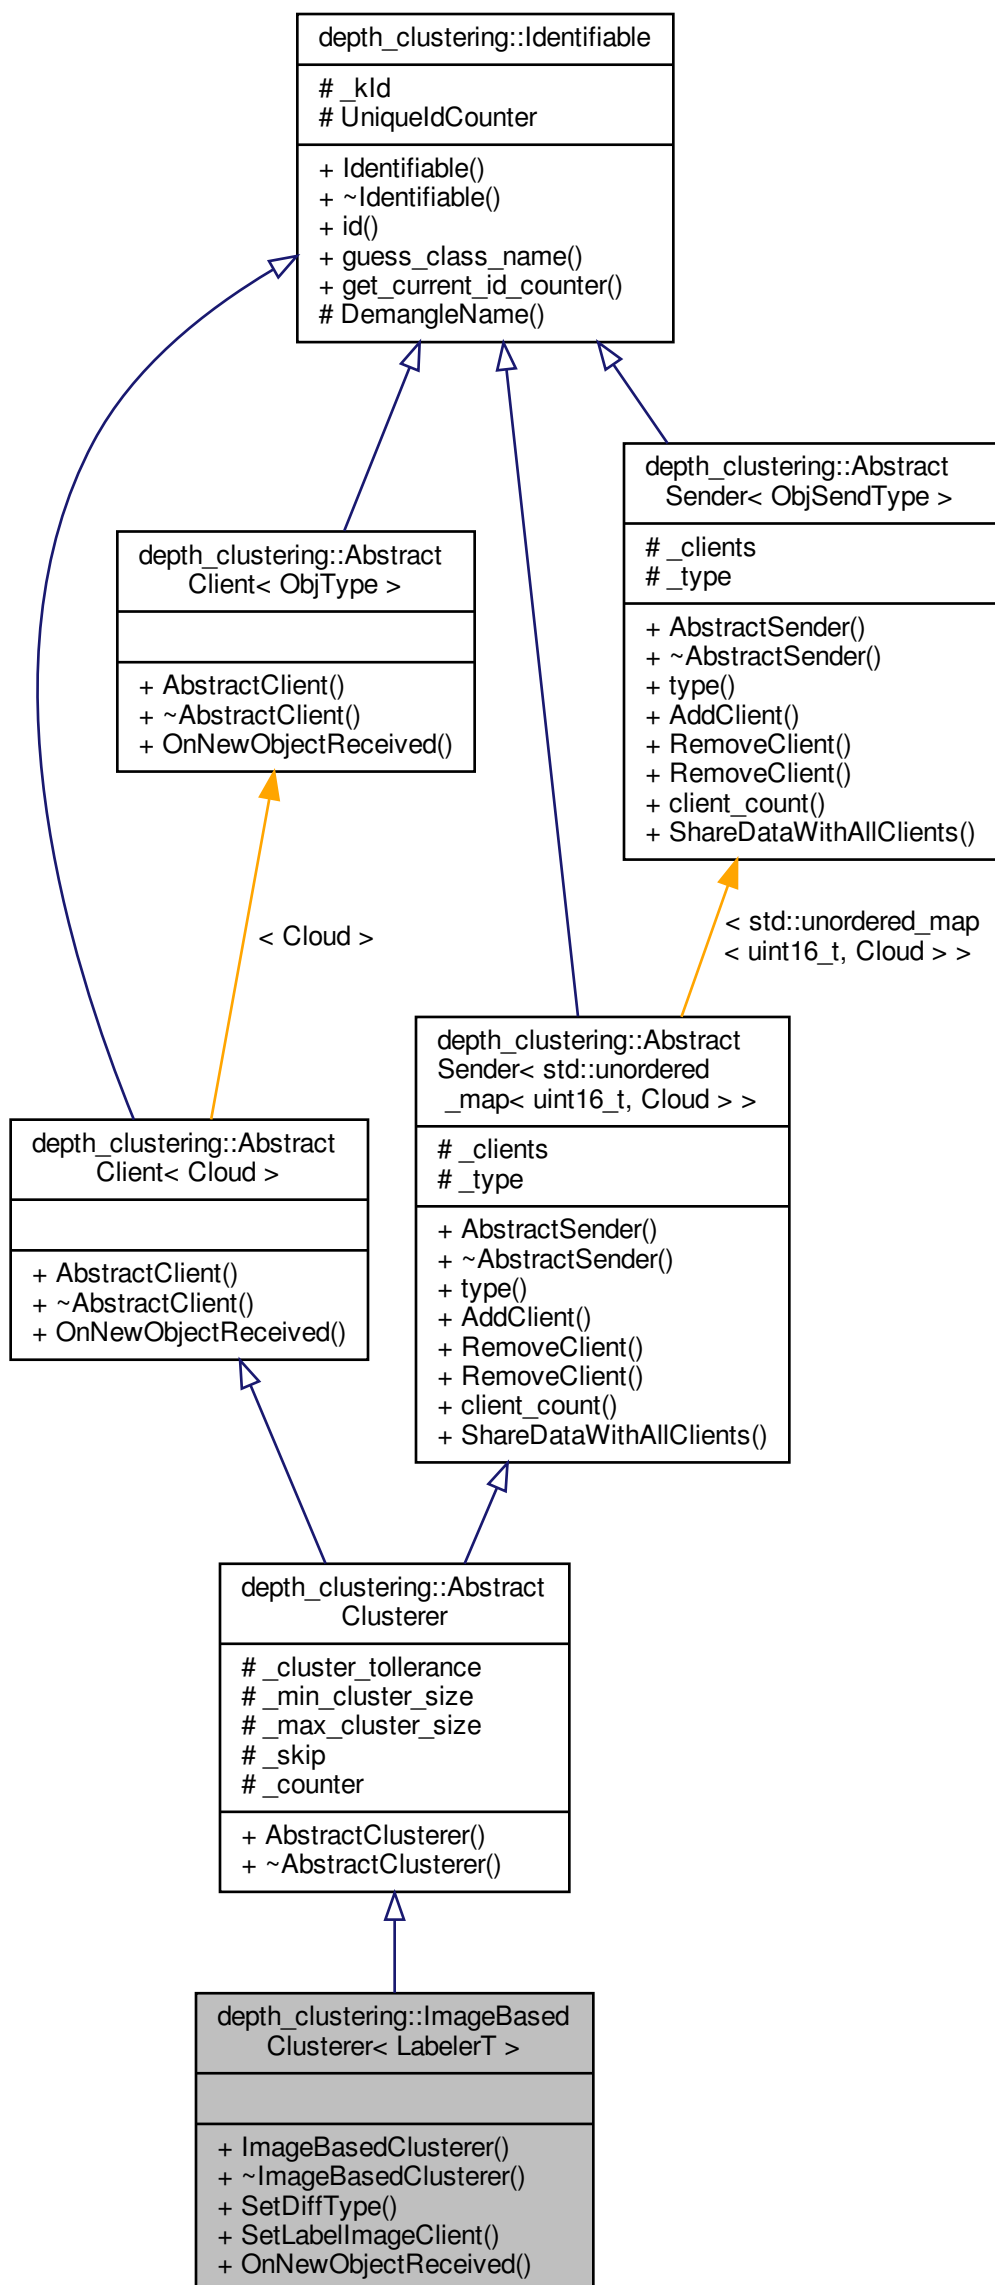 depth_clustering::Identifiable
# _kId
# UniqueIdCounter
+ Identifiable()
+ ~Identifiable()
+ id()
+ guess_class_name()
+ get_current_id_counter()
# DemangleName()
depth_clustering::Abstract
Sender< ObjSendType >
# _clients
# _type
+ AbstractSender()
+ ~AbstractSender()
+ type()
+ AddClient()
+ RemoveClient()
+ RemoveClient()
+ client_count()
+ ShareDataWithAllClients()
depth_clustering::Abstract
Client< ObjType >
+ AbstractClient()
+ ~AbstractClient()
+ OnNewObjectReceived()
< Cloud >
< std::unordered_map
< uint16_t, Cloud > >
depth_clustering::Abstract
Sender< std::unordered
_map< uint16_t, Cloud > >
# _clients
# _type
+ AbstractSender()
+ ~AbstractSender()
+ type()
+ AddClient()
+ RemoveClient()
+ RemoveClient()
+ client_count()
+ ShareDataWithAllClients()
depth_clustering::Abstract
Client< Cloud >
+ AbstractClient()
+ ~AbstractClient()
+ OnNewObjectReceived()
depth_clustering::Abstract
Clusterer
# _cluster_tollerance
# _min_cluster_size
# _max_cluster_size
# _skip
# _counter
+ AbstractClusterer()
+ ~AbstractClusterer()
depth_clustering::ImageBased
Clusterer< LabelerT >
+ ImageBasedClusterer()
+ ~ImageBasedClusterer()
+ SetDiffType()
+ SetLabelImageClient()
+ OnNewObjectReceived()